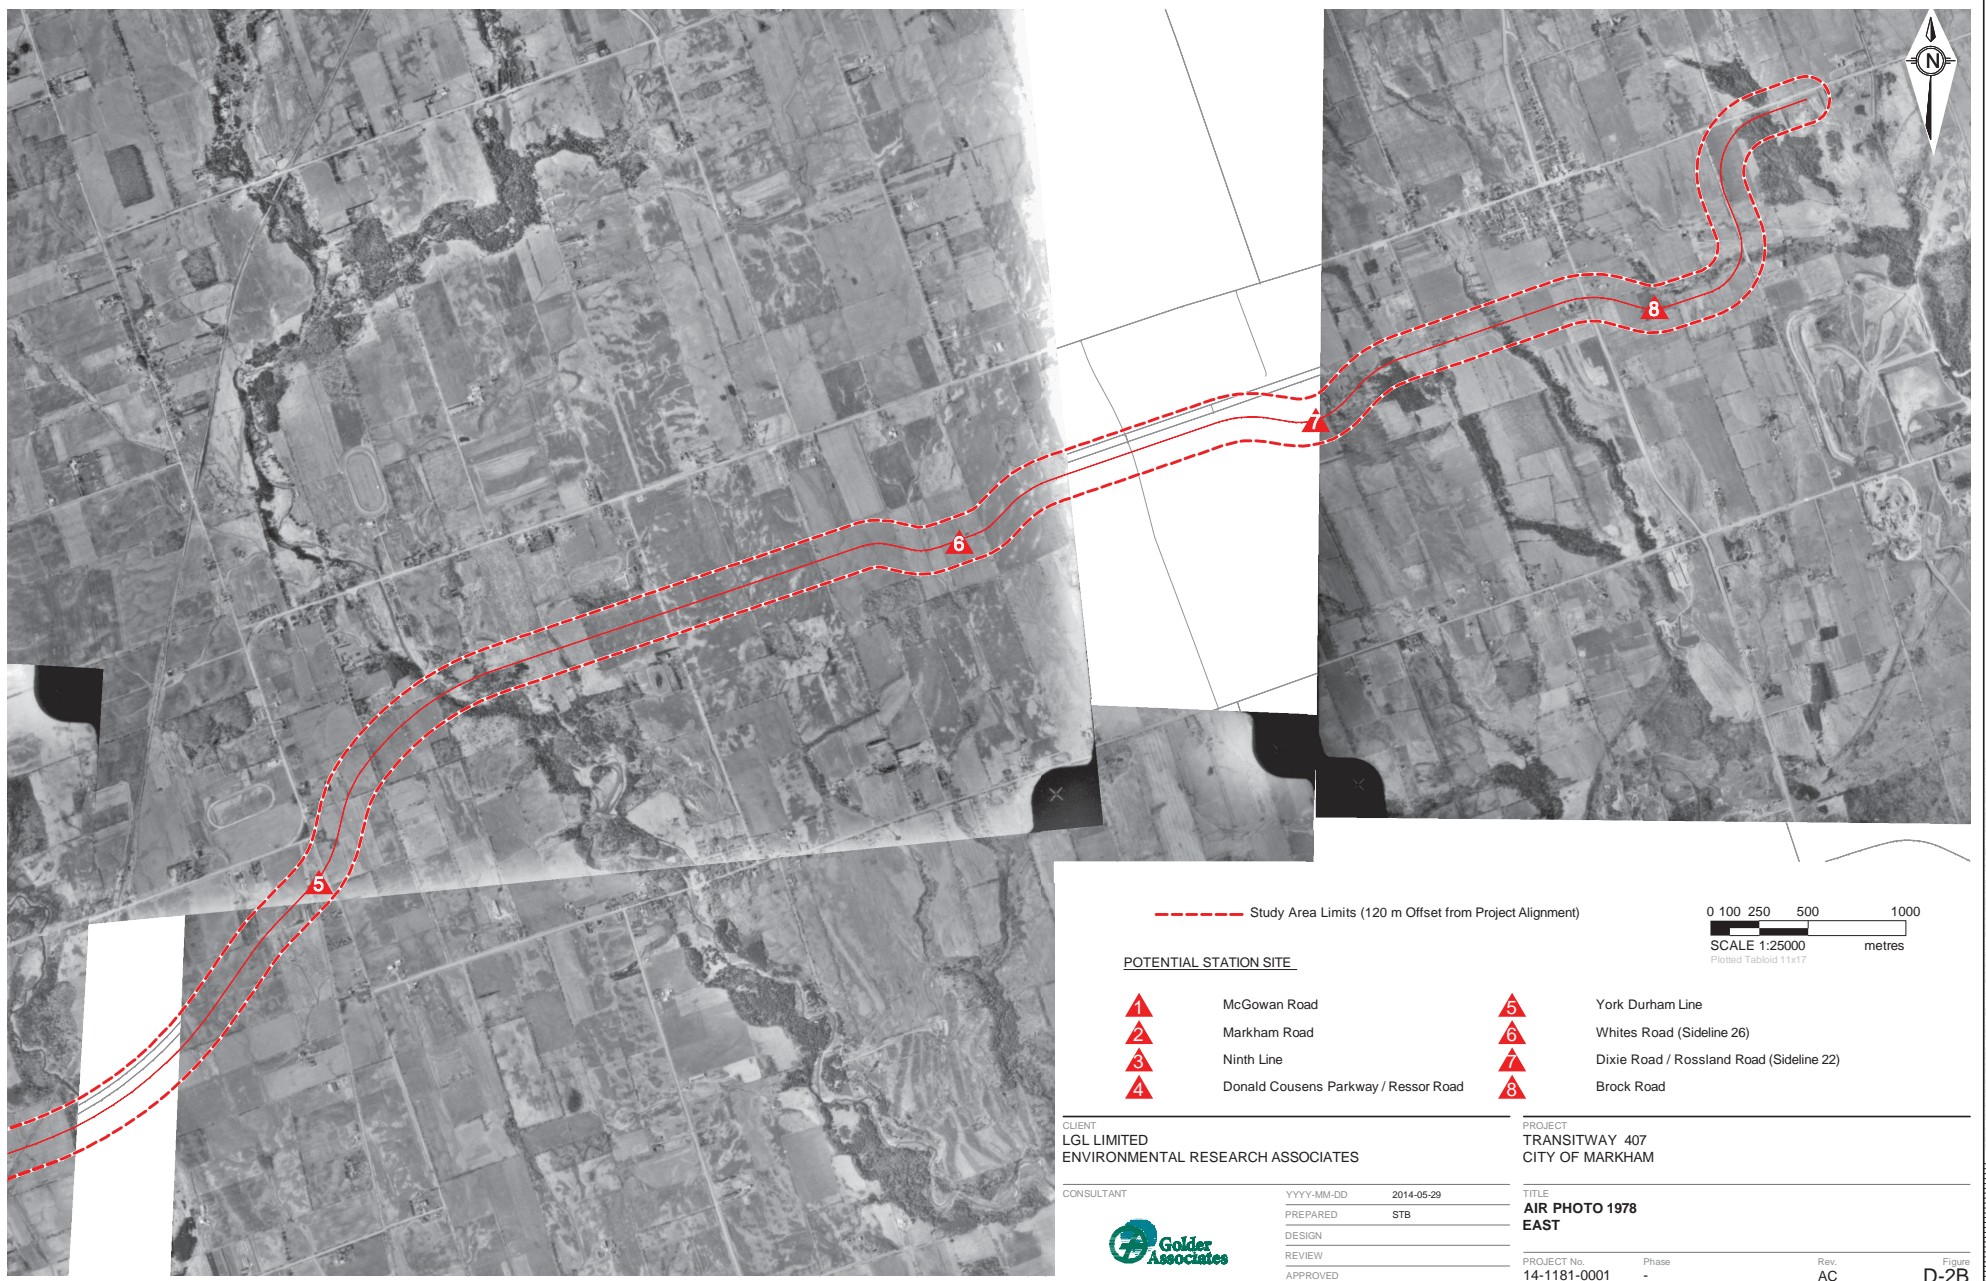 N
8
7
6
5
Study Area Limits (120 m Offset from Project Alignment)
0 100 250 500 1000
SCALE 1:25000 metres
Plotted Tabloid 11x17
POTENTIAL STATION SITE
1 McGowan Road
2 Markham Road
3 Ninth Line
4 Donald Cousens Parkway / Ressor Road
5 York Durham Line
6 Whites Road (Sideline 26)
7 Dixie Road / Rossland Road (Sideline 22)
8 Brock Road
CLIENT
LGL LIMITED
ENVIRONMENTAL RESEARCH ASSOCIATES
PROJECT
TRANSITWAY 407
CITY OF MARKHAM
CONSULTANT
Golder
Associates
YYYY-MM-DD 2014-05-29
PREPARED STB
DESIGN
REVIEW
APPROVED
TITLE
AIR PHOTO 1978
EAST
PROJECT No. Phase Rev. Figure
14-1181-0001 - AC D-2B